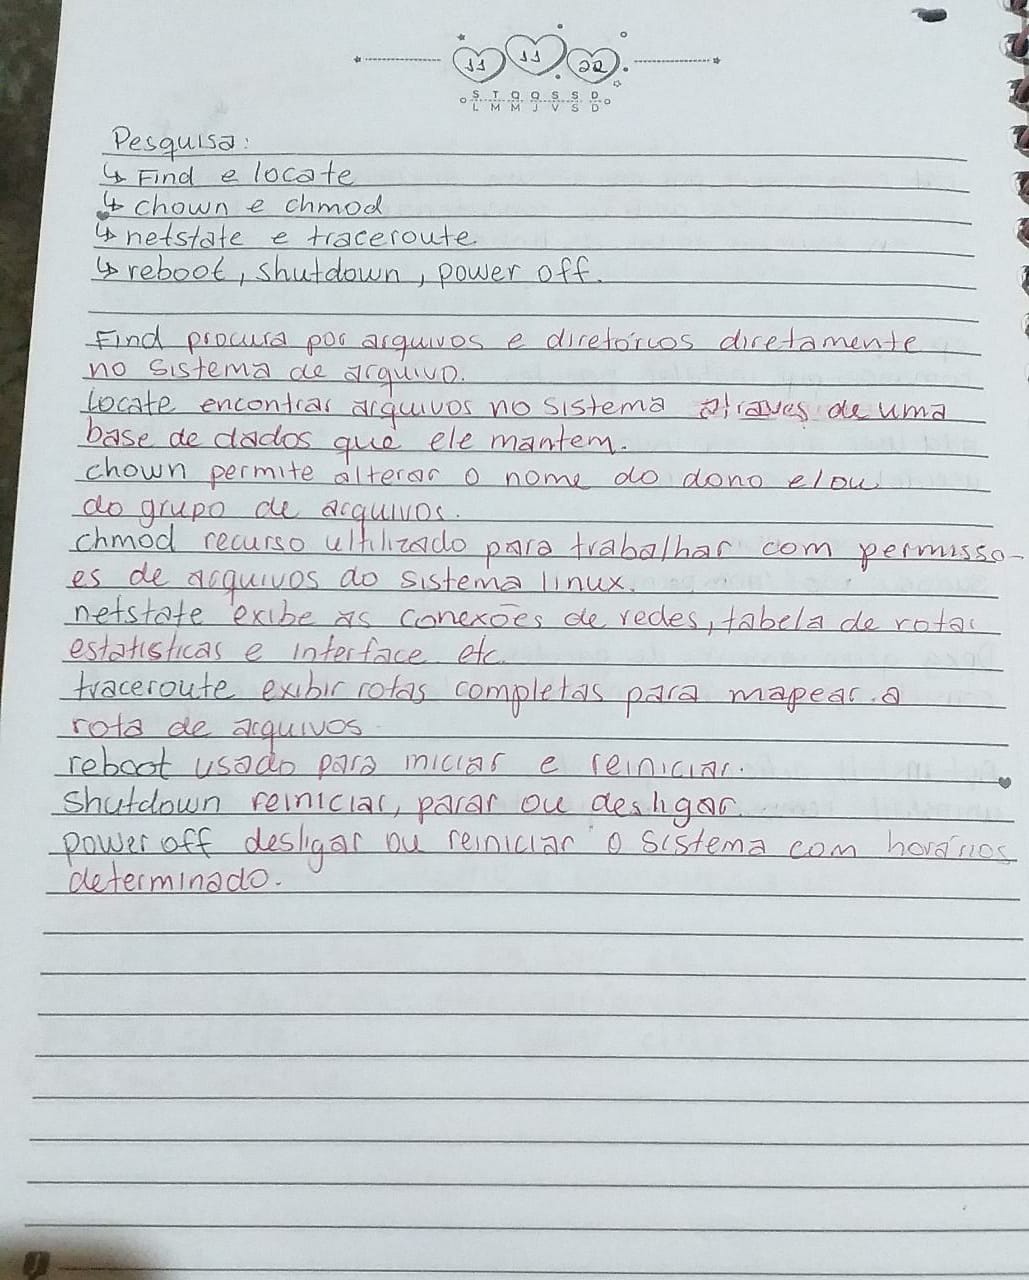 11 11 22
S T Q Q S S D
L M M J V S D
Pesquisa:
↳ Find e locate
↳ chown e chmod
↳ netstate e traceroute
↳ reboot, shutdown, power off.
Find procura por arquivos e diretórios diretamente
no sistema de arquivo.
locate encontrar arquivos no sistema atraves de uma
base de dados que ele mantem.
chown permite alterar o nome do dono e/ou
do grupo de arquivos.
chmod recurso ultilizado para trabalhar com permisso-
es de arquivos do sistema linux.
netstate exibe as conexões de redes, tabela de rotas
estatisticas e interface etc.
traceroute exibir rotas completas para mapear a
rota de arquivos.
reboot usado para iniciar e reiniciar.
shutdown reiniciar, parar ou desligar.
power off desligar ou reiniciar o sistema com horários
determinado.